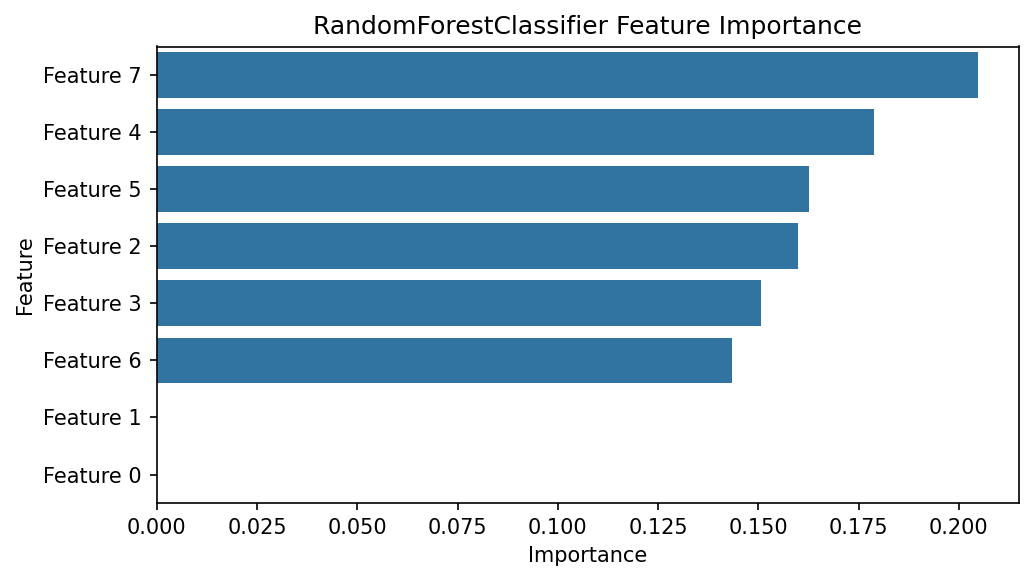 RandomForestClassifier Feature Importance
Feature
Feature 7
Feature 4
Feature 5
Feature 2
Feature 3
Feature 6
Feature 1
Feature 0
0.000 0.025 0.050 0.075 0.100 0.125 0.150 0.175 0.200
Importance